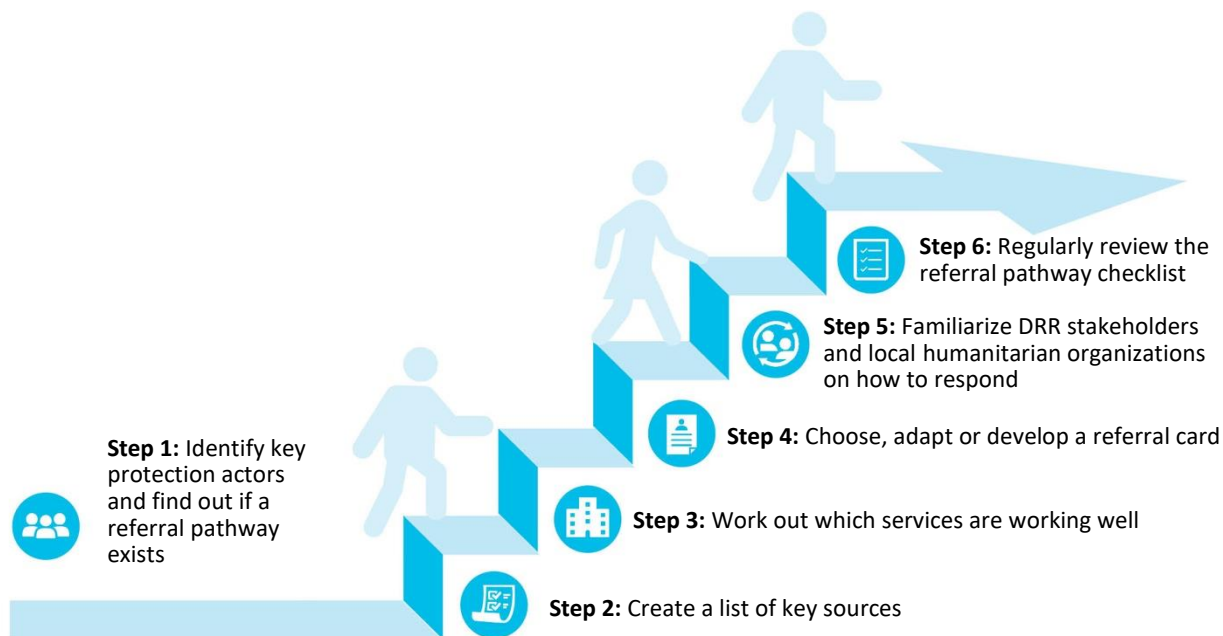 Step 1: Identify key
protection actors
and find out if a
referral pathway
exists
Step 2: Create a list of key sources
Step 3: Work out which services are working well
Step 4: Choose, adapt or develop a referral card
Step 5: Familiarize DRR stakeholders
and local humanitarian organizations
on how to respond
Step 6: Regularly review the
referral pathway checklist